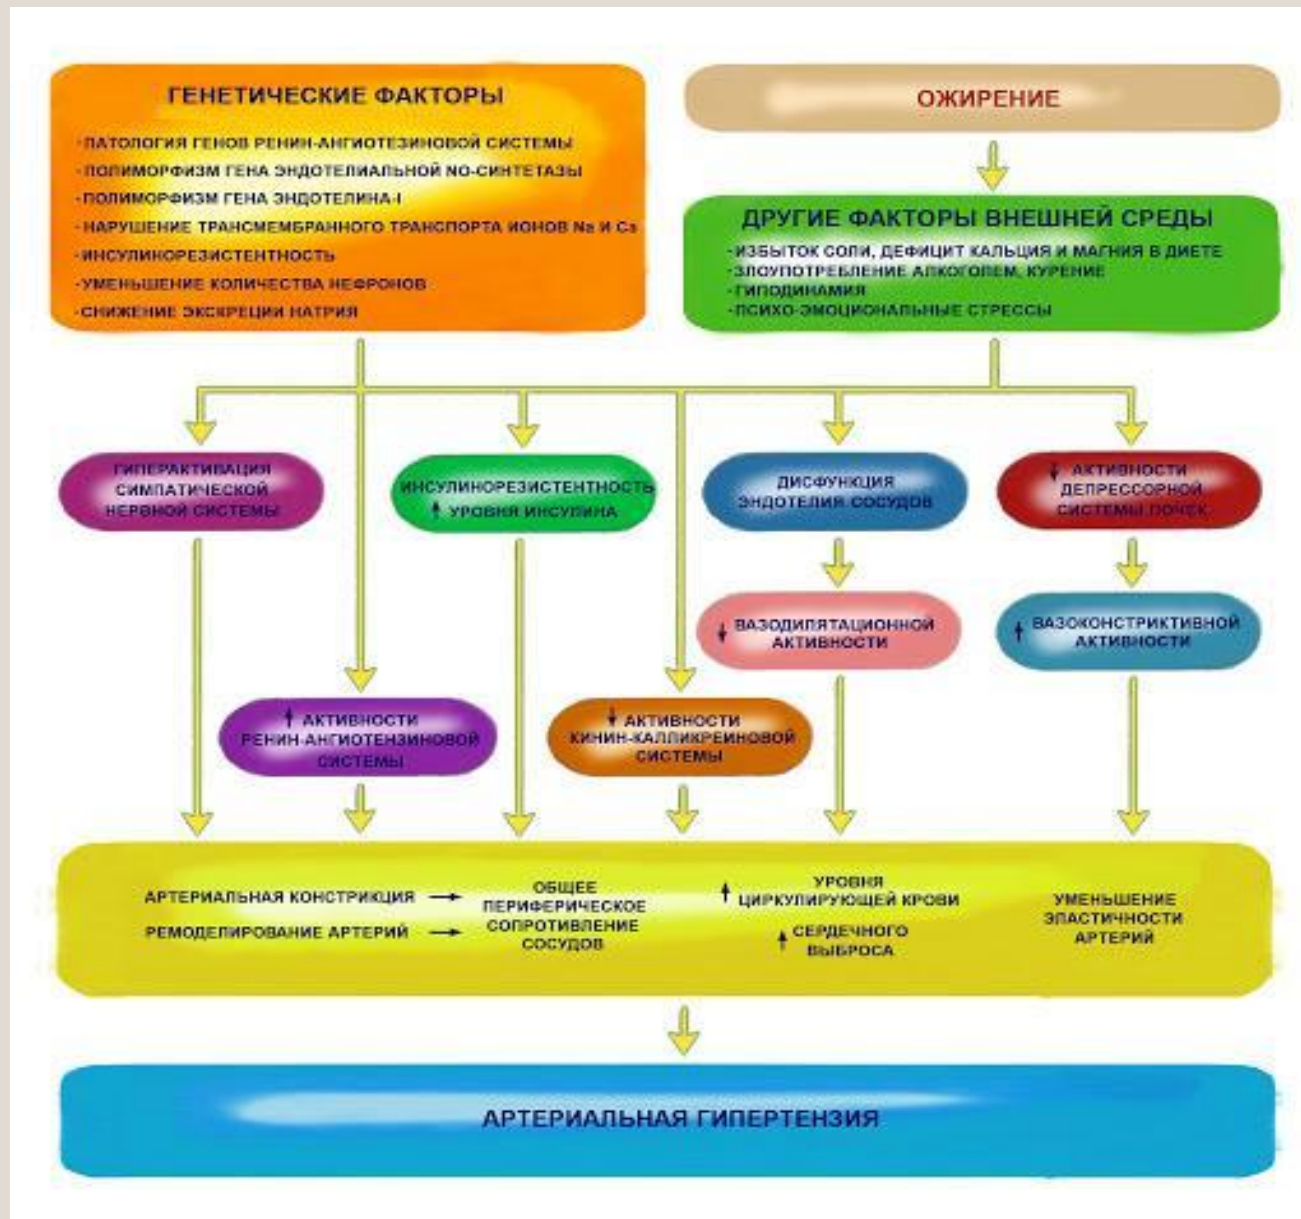 ГЕНЕТИЧЕСКИЕ ФАКТОРЫ
-ПАТОЛОГИЯ ГЕНОВ РЕНИН-АНГИОТЕЗИНОВОЙ СИСТЕМЫ
-ПОЛИМОРФИЗМ ГЕНА ЭНДОТЕЛИАЛЬНОЙ NO-СИНТЕТАЗЫ
-ПОЛИМОРФИЗМ ГЕНА ЭНДОТЕЛИНА-I
-НАРУШЕНИЕ ТРАНСМЕМБРАННОГО ТРАНСПОРТА ИОНОВ Na И Ca
-ИНСУЛИНОРЕЗИСТЕНТНОСТЬ
-УМЕНЬШЕНИЕ КОЛИЧЕСТВА НЕФРОНОВ
-СНИЖЕНИЕ ЭКСКРЕЦИИ НАТРИЯ
ОЖИРЕНИЕ
ДРУГИЕ ФАКТОРЫ ВНЕШНЕЙ СРЕДЫ
-ИЗБЫТОК СОЛИ, ДЕФИЦИТ КАЛЬЦИЯ И МАГНИЯ В ДИЕТЕ
-ЗЛОУПОТРЕБЛЕНИЕ АЛКОГОЛЕМ, КУРЕНИЕ
-ГИПОДИНАМИЯ
-ПСИХО-ЭМОЦИОНАЛЬНЫЕ СТРЕССЫ
ГИПЕРАКТИВАЦИЯ
СИМПАТИЧЕСКОЙ
НЕРВНОЙ СИСТЕМЫ
ИНСУЛИНОРЕЗИСТЕНТНОСТЬ
↑ УРОВНЯ ИНСУЛИНА
ДИСФУНКЦИЯ
ЭНДОТЕЛИЯ СОСУДОВ
↓ АКТИВНОСТИ
ДЕПРЕССОРНОЙ
СИСТЕМЫ ПОЧЕК
↓ ВАЗОДИЛЯТАЦИОННОЙ
АКТИВНОСТИ
↑ ВАЗОКОНСТРИКТИВНОЙ
АКТИВНОСТИ
↑ АКТИВНОСТИ
РЕНИН-АНГИОТЕНЗИНОВОЙ
СИСТЕМЫ
↓ АКТИВНОСТИ
КИНИН-КАЛЛИКРЕИНОВОЙ
СИСТЕМЫ
АРТЕРИАЛЬНАЯ КОНСТРИКЦИЯ →
РЕМОДЕЛИРОВАНИЕ АРТЕРИЙ →
ОБЩЕЕ
ПЕРИФЕРИЧЕСКОЕ
СОПРОТИВЛЕНИЕ
СОСУДОВ
↑ УРОВНЯ
ЦИРКУЛИРУЮЩЕЙ КРОВИ
↑ СЕРДЕЧНОГО
ВЫБРОСА
УМЕНЬШЕНИЕ
ЭЛАСТИЧНОСТИ
АРТЕРИЙ
АРТЕРИАЛЬНАЯ ГИПЕРТЕНЗИЯ